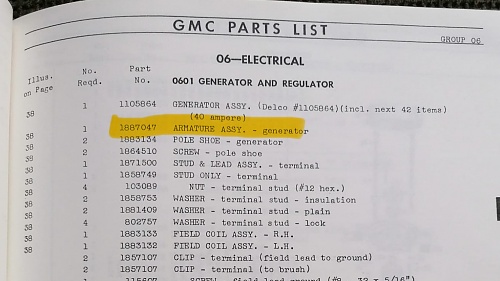 GMC PARTS LIST
GROUP 06
06—ELECTRICAL
Illus. No. Part
on Page Reqd. No. 0601 GENERATOR AND REGULATOR
38 1 1105864 GENERATOR ASSY. (Delco #1105864)(incl. next 42 items)
(40 ampere)
38 1 1887047 ARMATURE ASSY. - generator
38 2 1883134 POLE SHOE - generator
38 2 1864510 SCREW - pole shoe
38 1 1871500 STUD & LEAD ASSY. - terminal
38 1 1858749 STUD ONLY - terminal
38 4 103089 NUT - terminal stud (#12 hex.)
38 2 1858753 WASHER - terminal stud - insulation
38 2 1881409 WASHER - terminal stud - plain
38 4 802757 WASHER - terminal stud - lock
38 1 1883133 FIELD COIL ASSY. - R.H.
38 1 1883132 FIELD COIL ASSY. - L.H.
2 1857107 CLIP - terminal (field lead to ground)
2 1857107 CLIP - terminal (to brush)